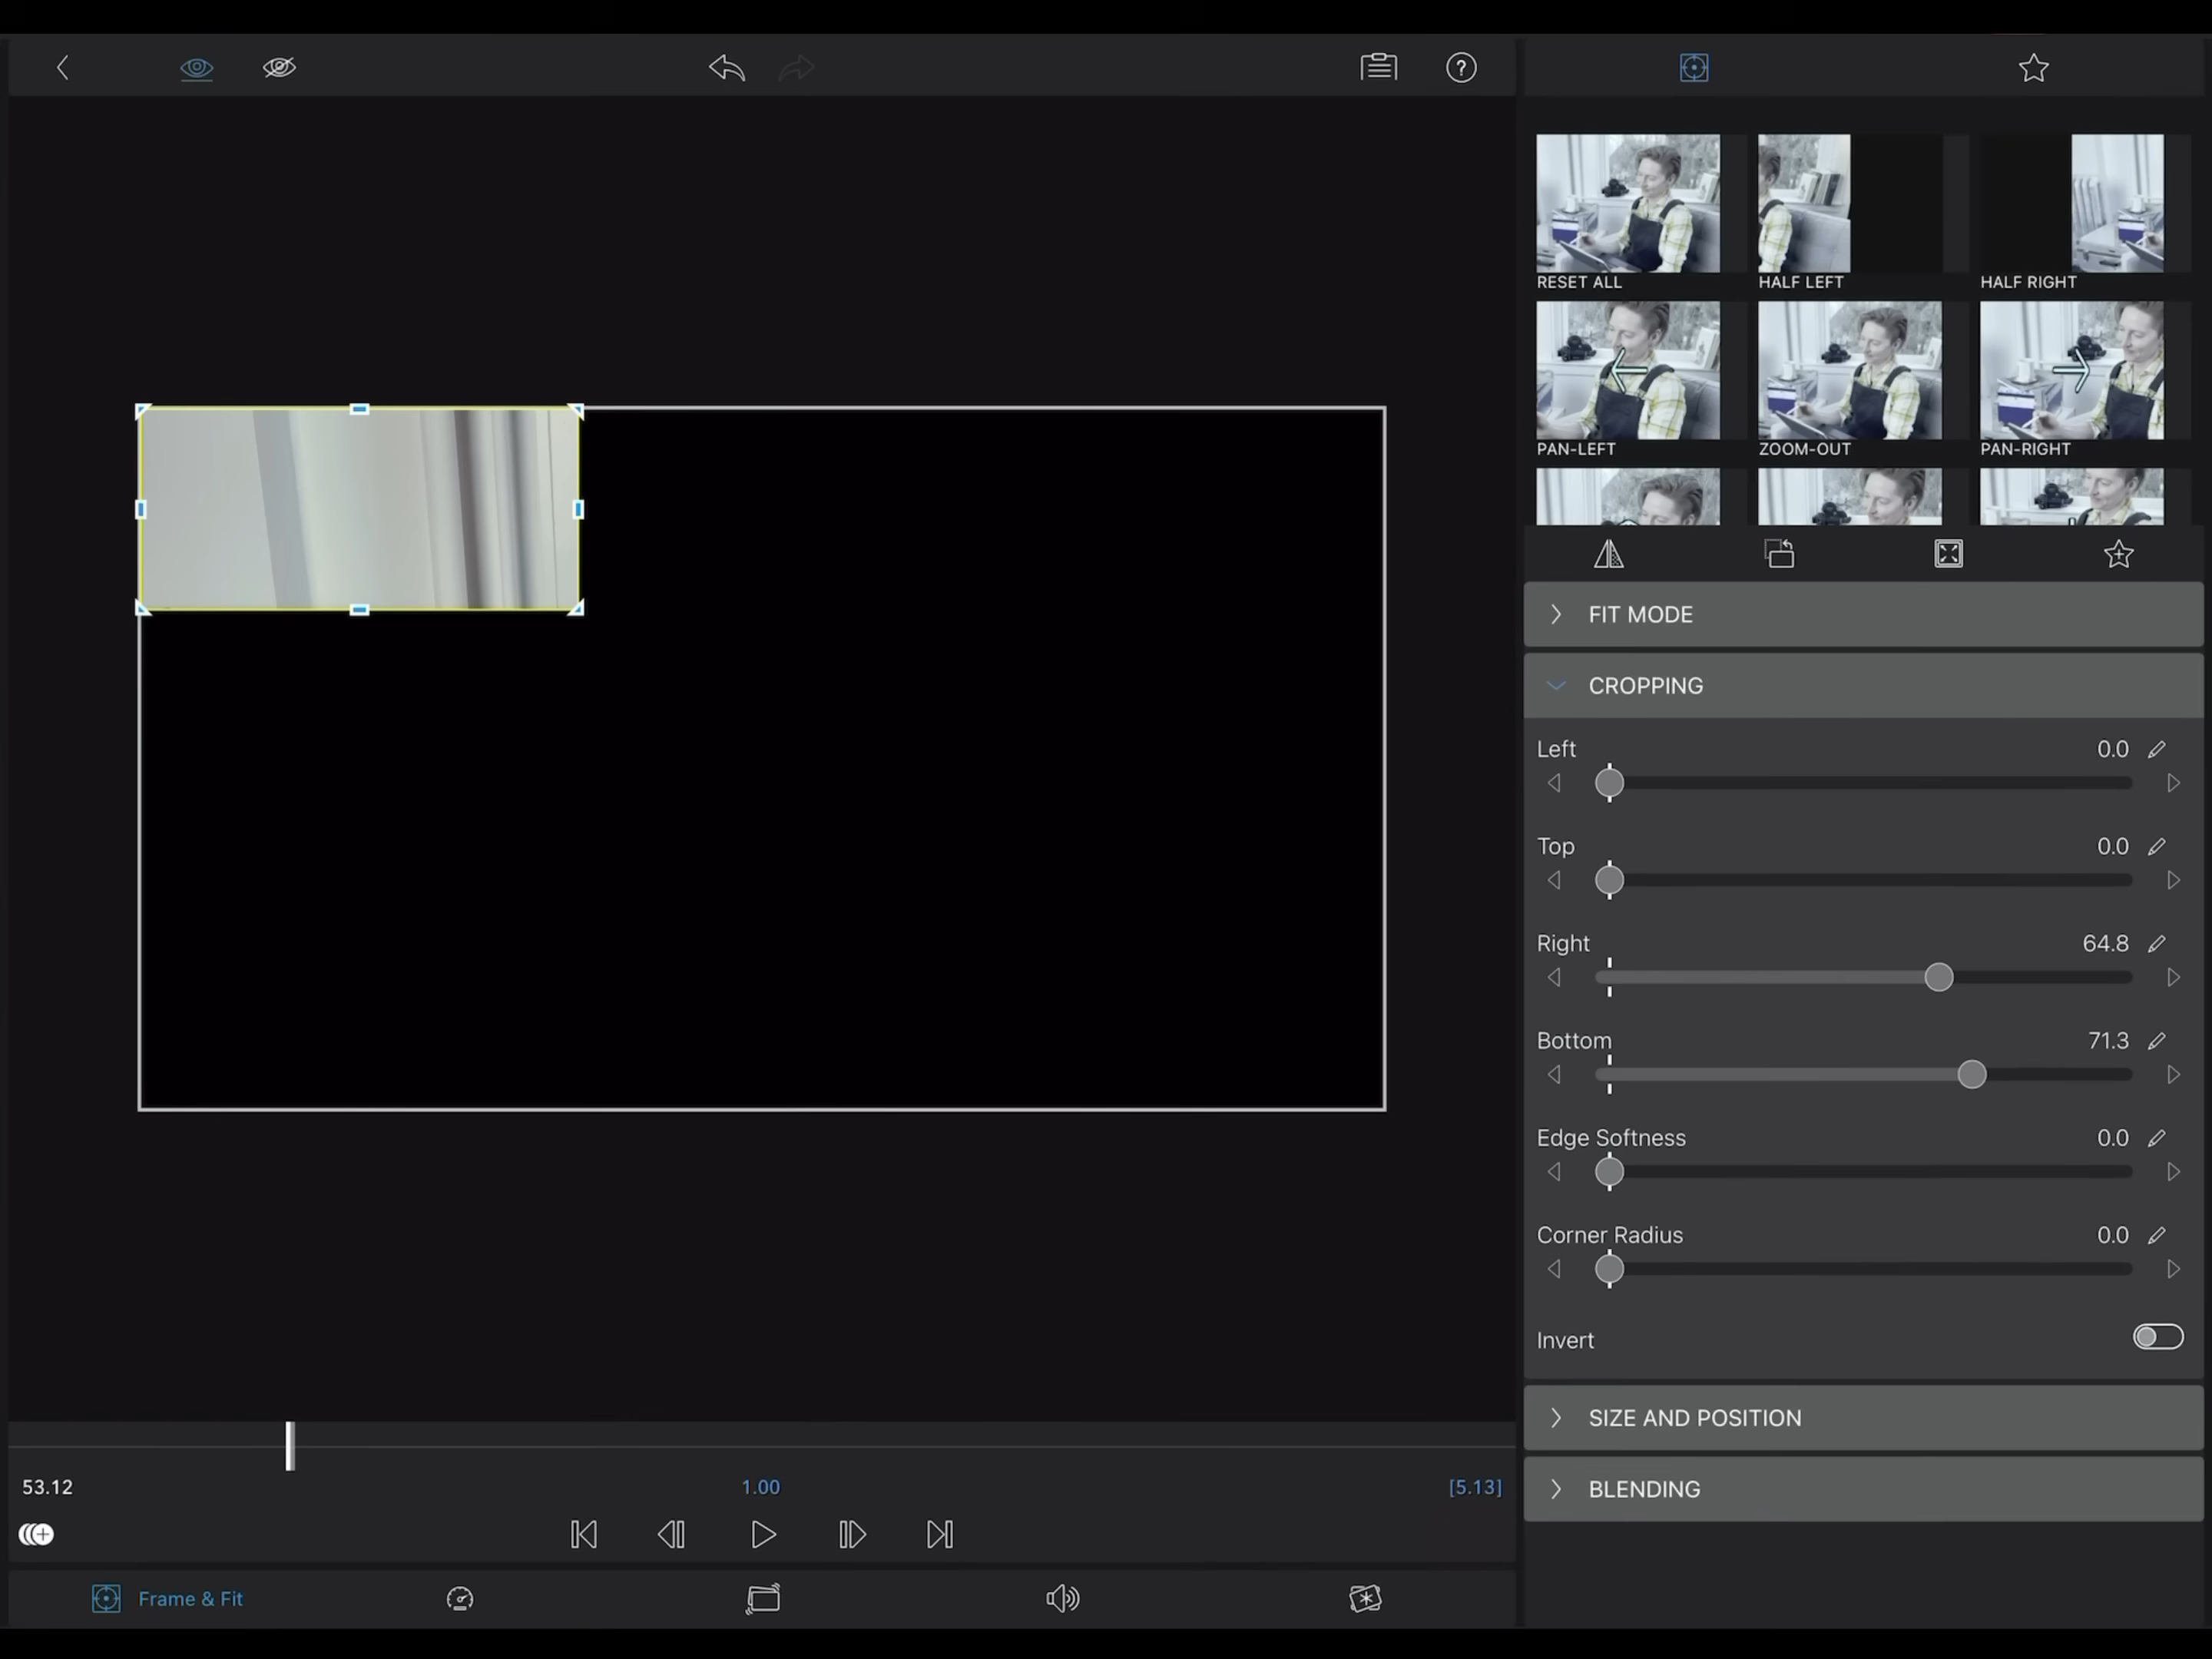 RESET ALL
HALF LEFT
HALF RIGHT
PAN-LEFT
ZOOM-OUT
PAN-RIGHT
FIT MODE
CROPPING
Left 0.0
Top 0.0
Right 64.8
Bottom 71.3
Edge Softness 0.0
Corner Radius 0.0
Invert
SIZE AND POSITION
BLENDING
53.12 1.00 [5.13]
Frame & Fit